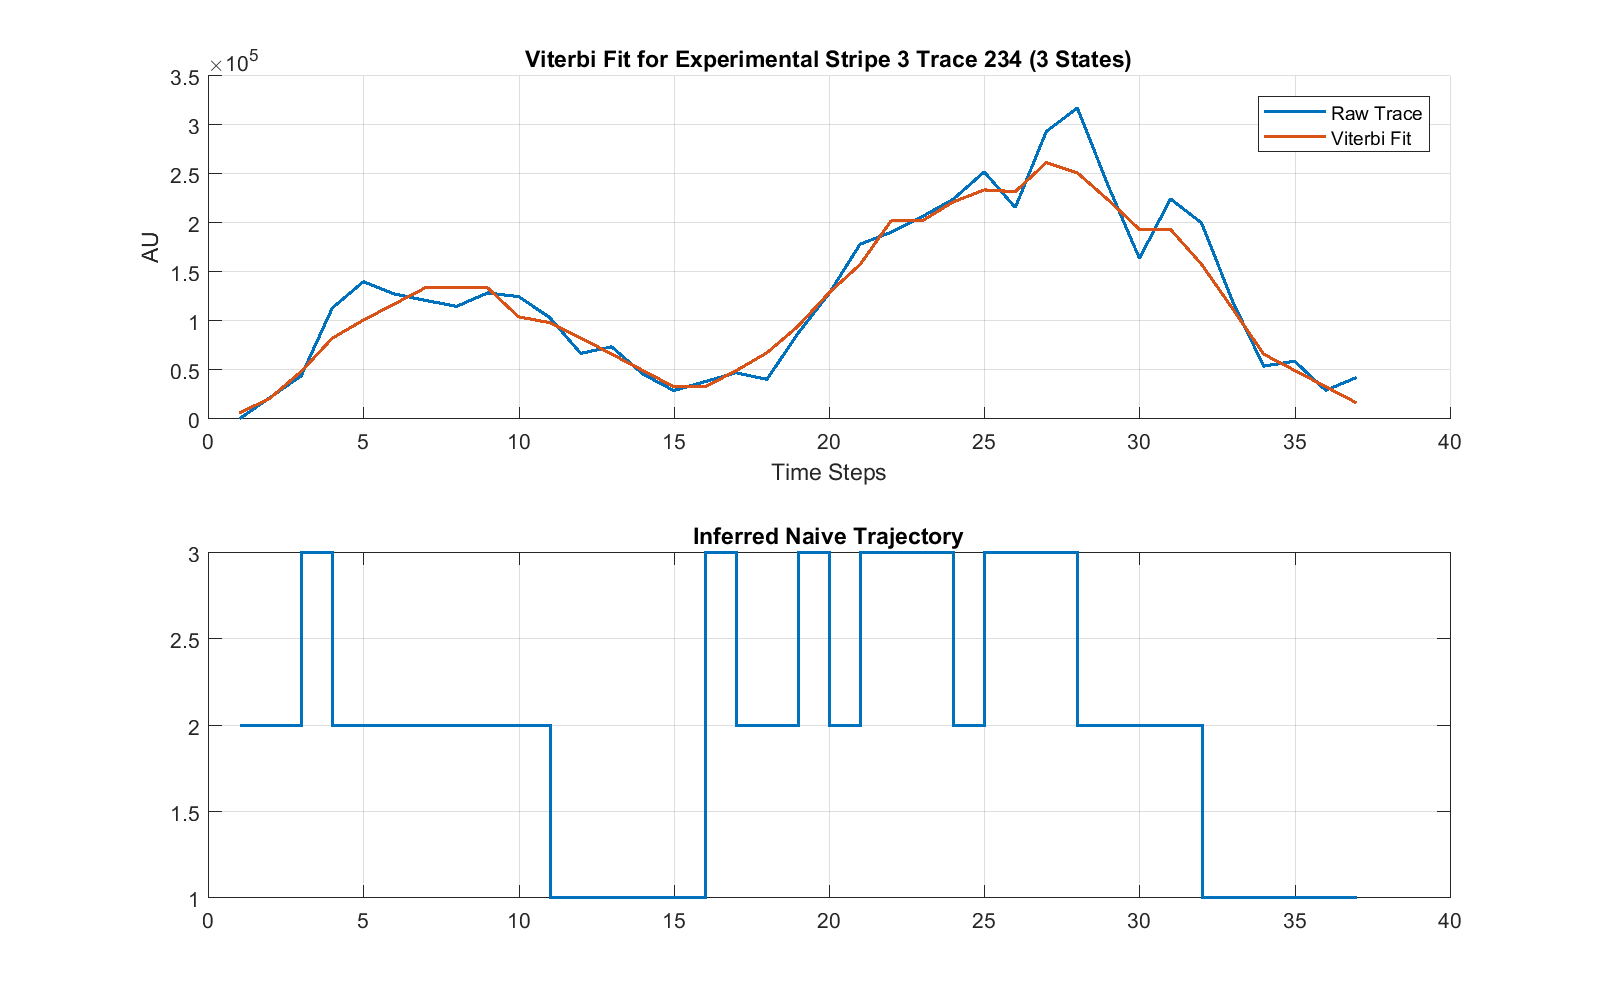 Viterbi Fit for Experimental Stripe 3 Trace 234 (3 States)
×10^5
3.5
3
2.5
2
1.5
1
0.5
0
AU
Raw Trace
Viterbi Fit
0 5 10 15 20 25 30 35 40
Time Steps
Inferred Naive Trajectory
3
2.5
2
1.5
1
0 5 10 15 20 25 30 35 40